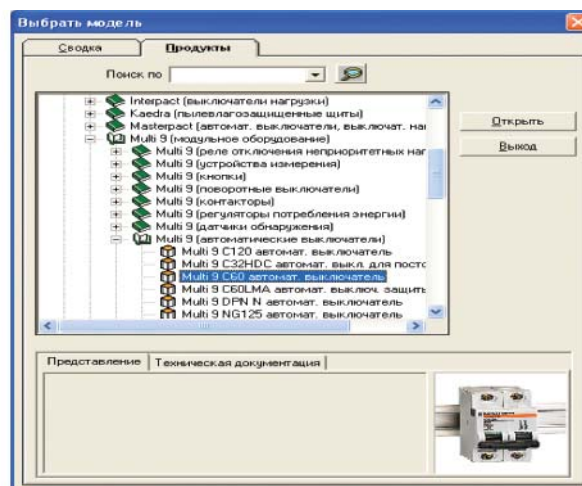 Выбрать модель
Сводка
Продукты
Поиск по
Interpact (выключатели нагрузки)
Kaedra (пылевлагозащищенные щиты)
Masterpact (автомат. выключатели, выключат. наг
Multi 9 (модульное оборудование)
Multi 9 (реле отключения неприоритетных наг
Multi 9 (устройства измерения)
Multi 9 (кнопки)
Multi 9 (поворотные выключатели)
Multi 9 (контакторы)
Multi 9 (регуляторы потребления энергии)
Multi 9 (датчики обнаружения)
Multi 9 (автоматические выключатели)
Multi 9 C120 автомат. выключатель
Multi 9 C32HDC автомат. выкл. для посто
Multi 9 C60 автомат. выключатель
Multi 9 C60LMA автомат. выключ. защить
Multi 9 DPN N автомат. выключатель
Multi 9 NG125 автомат. выключатель
Открыть
Выход
Представление
Техническая документация